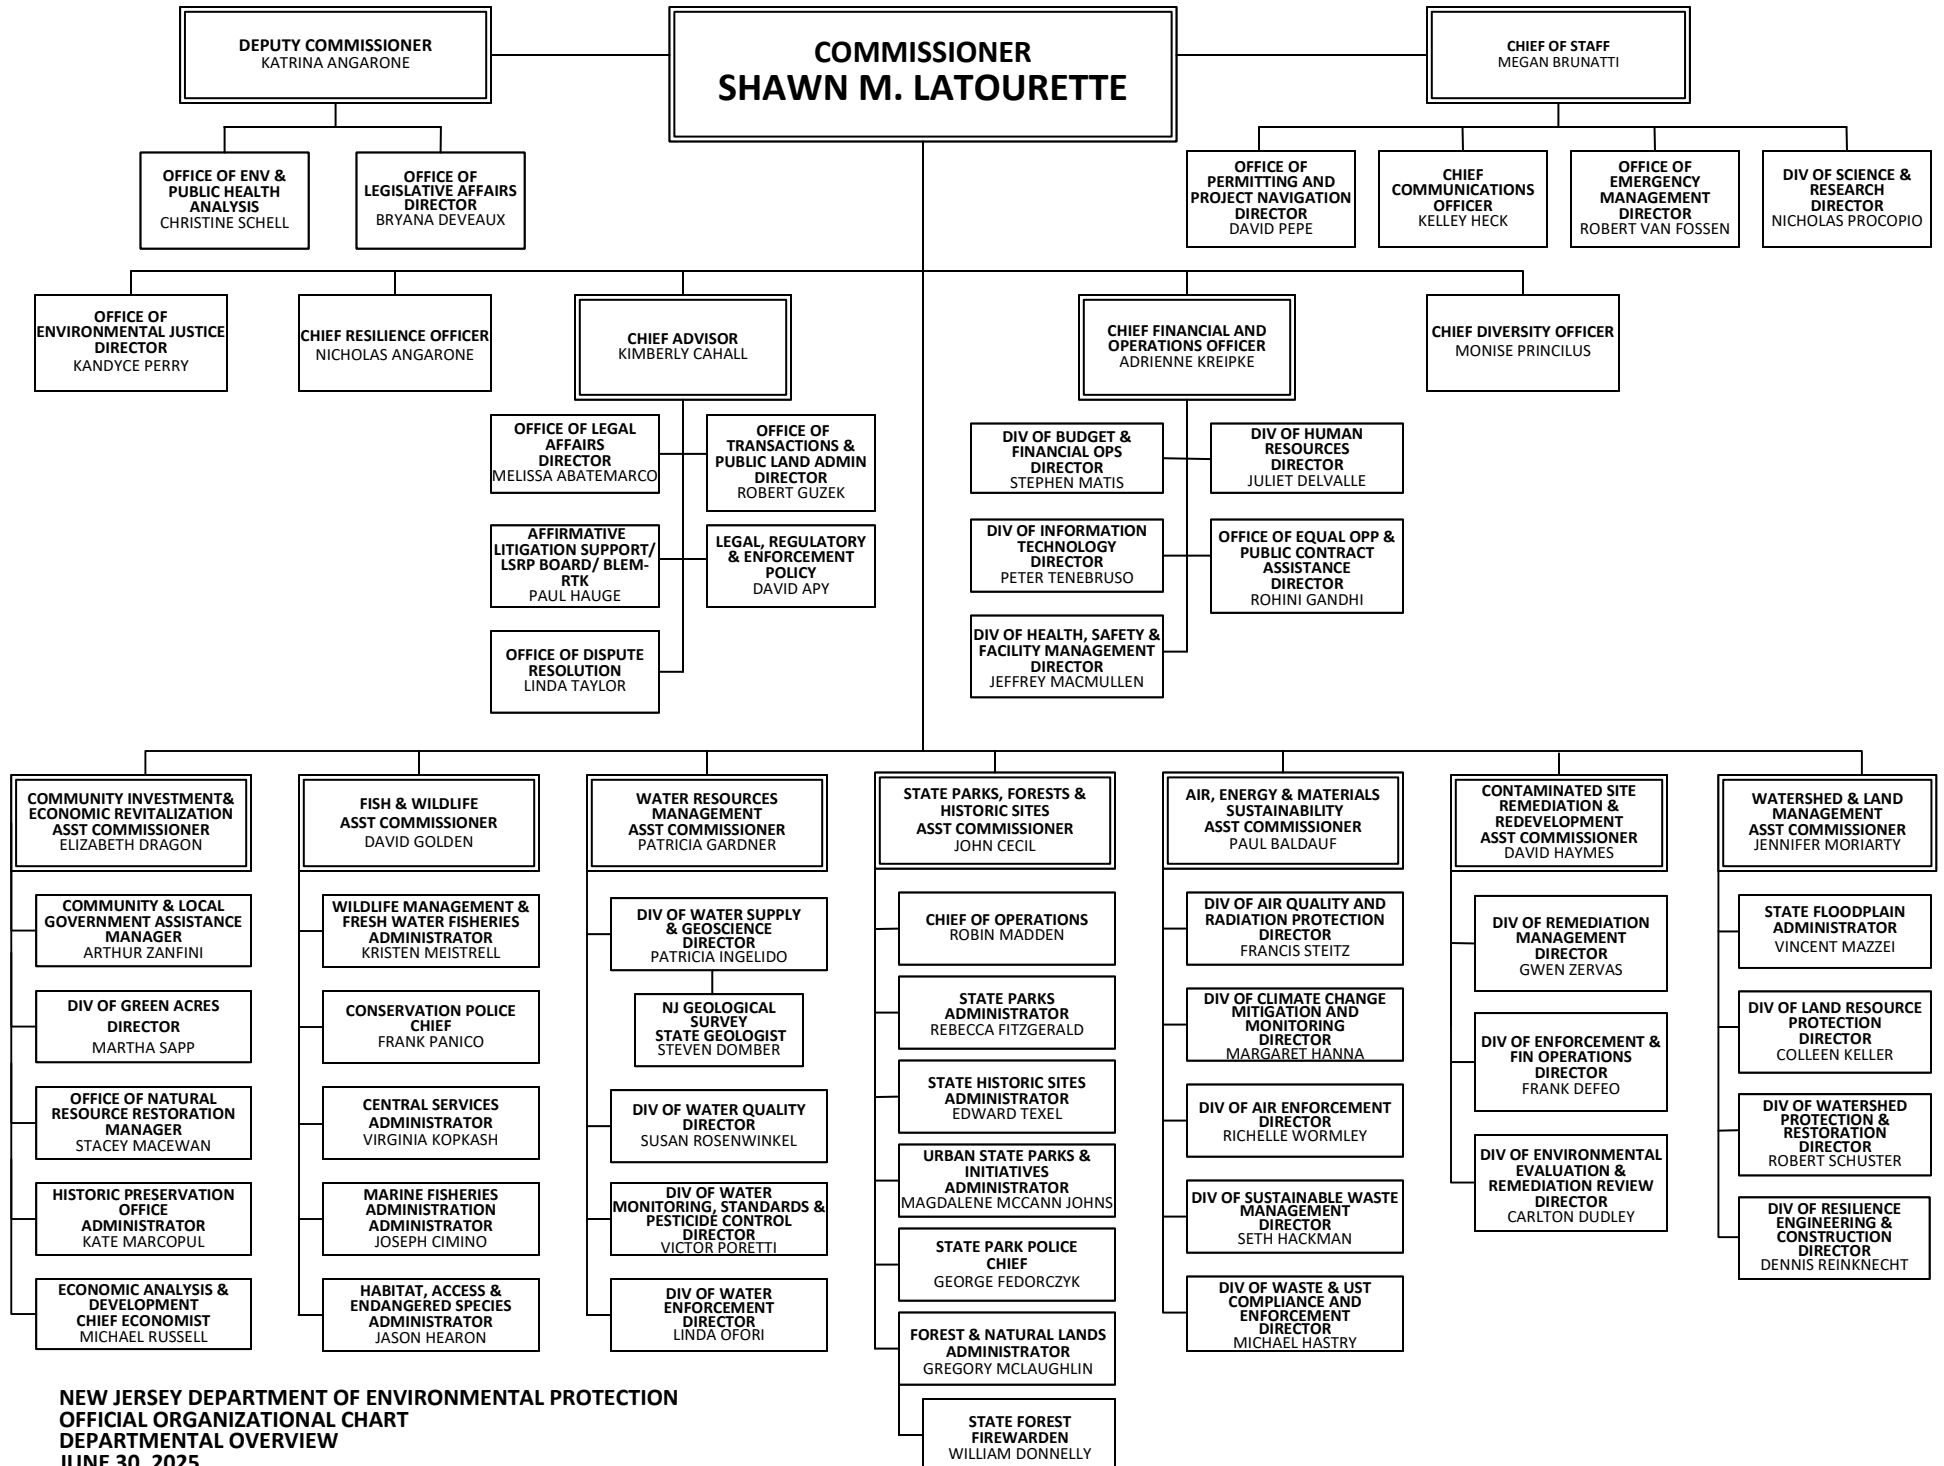 DEPUTY COMMISSIONER
KATRINA ANGARONE
COMMISSIONER
SHAWN M. LATOURETTE
CHIEF OF STAFF
MEGAN BRUNATTI
OFFICE OF ENV &
PUBLIC HEALTH
ANALYSIS
CHRISTINE SCHELL
OFFICE OF
LEGISLATIVE AFFAIRS
DIRECTOR
BRYANA DEVEAUX
OFFICE OF
PERMITTING AND
PROJECT NAVIGATION
DIRECTOR
DAVID PEPE
CHIEF
COMMUNICATIONS
OFFICER
KELLEY HECK
OFFICE OF
EMERGENCY
MANAGEMENT
DIRECTOR
ROBERT VAN FOSSEN
DIV OF SCIENCE &
RESEARCH
DIRECTOR
NICHOLAS PROCOPIO
OFFICE OF
ENVIRONMENTAL JUSTICE
DIRECTOR
KANDYCE PERRY
CHIEF RESILIENCE OFFICER
NICHOLAS ANGARONE
CHIEF ADVISOR
KIMBERLY CAHALL
CHIEF FINANCIAL AND
OPERATIONS OFFICER
ADRIENNE KREIPKE
CHIEF DIVERSITY OFFICER
MONISE PRINCILUS
OFFICE OF LEGAL
AFFAIRS
DIRECTOR
MELISSA ABATEMARCO
OFFICE OF
TRANSACTIONS &
PUBLIC LAND ADMIN
DIRECTOR
ROBERT GUZEK
AFFIRMATIVE
LITIGATION SUPPORT/
LSRP BOARD/ BLEM-
RTK
PAUL HAUGE
LEGAL, REGULATORY
& ENFORCEMENT
POLICY
DAVID APY
OFFICE OF DISPUTE
RESOLUTION
LINDA TAYLOR
DIV OF BUDGET &
FINANCIAL OPS
DIRECTOR
STEPHEN MATIS
DIV OF HUMAN
RESOURCES
DIRECTOR
JULIET DELVALLE
DIV OF INFORMATION
TECHNOLOGY
DIRECTOR
PETER TENEBRUSO
OFFICE OF EQUAL OPP &
PUBLIC CONTRACT
ASSISTANCE
DIRECTOR
ROHINI GANDHI
DIV OF HEALTH, SAFETY &
FACILITY MANAGEMENT
DIRECTOR
JEFFREY MACMULLEN
COMMUNITY INVESTMENT&
ECONOMIC REVITALIZATION
ASST COMMISSIONER
ELIZABETH DRAGON
COMMUNITY & LOCAL
GOVERNMENT ASSISTANCE
MANAGER
ARTHUR ZANFINI
DIV OF GREEN ACRES
DIRECTOR
MARTHA SAPP
OFFICE OF NATURAL
RESOURCE RESTORATION
MANAGER
STACEY MACEWAN
HISTORIC PRESERVATION
OFFICE
ADMINISTRATOR
KATE MARCOPUL
ECONOMIC ANALYSIS &
DEVELOPMENT
CHIEF ECONOMIST
MICHAEL RUSSELL
FISH & WILDLIFE
ASST COMMISSIONER
DAVID GOLDEN
WILDLIFE MANAGEMENT &
FRESH WATER FISHERIES
ADMINISTRATOR
KRISTEN MEISTRELL
CONSERVATION POLICE
CHIEF
FRANK PANICO
CENTRAL SERVICES
ADMINISTRATOR
VIRGINIA KOPKASH
MARINE FISHERIES
ADMINISTRATION
ADMINISTRATOR
JOSEPH CIMINO
HABITAT, ACCESS &
ENDANGERED SPECIES
ADMINISTRATOR
JASON HEARON
WATER RESOURCES
MANAGEMENT
ASST COMMISSIONER
PATRICIA GARDNER
DIV OF WATER SUPPLY
& GEOSCIENCE
DIRECTOR
PATRICIA INGELIDO
NJ GEOLOGICAL
SURVEY
STATE GEOLOGIST
STEVEN DOMBER
DIV OF WATER QUALITY
DIRECTOR
SUSAN ROSENWINKEL
DIV OF WATER
MONITORING, STANDARDS &
PESTICIDE CONTROL
DIRECTOR
VICTOR PORETTI
DIV OF WATER
ENFORCEMENT
DIRECTOR
LINDA OFORI
STATE PARKS, FORESTS &
HISTORIC SITES
ASST COMMISSIONER
JOHN CECIL
CHIEF OF OPERATIONS
ROBIN MADDEN
STATE PARKS
ADMINISTRATOR
REBECCA FITZGERALD
STATE HISTORIC SITES
ADMINISTRATOR
EDWARD TEXEL
URBAN STATE PARKS &
INITIATIVES
ADMINISTRATOR
MAGDALENE MCCANN JOHNS
STATE PARK POLICE
CHIEF
GEORGE FEDORCZYK
FOREST & NATURAL LANDS
ADMINISTRATOR
GREGORY MCLAUGHLIN
STATE FOREST
FIREWARDEN
WILLIAM DONNELLY
AIR, ENERGY & MATERIALS
SUSTAINABILITY
ASST COMMISSIONER
PAUL BALDAUF
DIV OF AIR QUALITY AND
RADIATION PROTECTION
DIRECTOR
FRANCIS STEITZ
DIV OF CLIMATE CHANGE
MITIGATION AND
MONITORING
DIRECTOR
MARGARET HANNA
DIV OF AIR ENFORCEMENT
DIRECTOR
RICHELLE WORMLEY
DIV OF SUSTAINABLE WASTE
MANAGEMENT
DIRECTOR
SETH HACKMAN
DIV OF WASTE & UST
COMPLIANCE AND
ENFORCEMENT
DIRECTOR
MICHAEL HASTRY
CONTAMINATED SITE
REMEDIATION &
REDEVELOPMENT
ASST COMMISSIONER
DAVID HAYMES
DIV OF REMEDIATION
MANAGEMENT
DIRECTOR
GWEN ZERVAS
DIV OF ENFORCEMENT &
FIN OPERATIONS
DIRECTOR
FRANK DEFEO
DIV OF ENVIRONMENTAL
EVALUATION &
REMEDIATION REVIEW
DIRECTOR
CARLTON DUDLEY
WATERSHED & LAND
MANAGEMENT
ASST COMMISSIONER
JENNIFER MORIARTY
STATE FLOODPLAIN
ADMINISTRATOR
VINCENT MAZZEI
DIV OF LAND RESOURCE
PROTECTION
DIRECTOR
COLLEEN KELLER
DIV OF WATERSHED
PROTECTION &
RESTORATION
DIRECTOR
ROBERT SCHUSTER
DIV OF RESILIENCE
ENGINEERING &
CONSTRUCTION
DIRECTOR
DENNIS REINKNECHT
NEW JERSEY DEPARTMENT OF ENVIRONMENTAL PROTECTION
OFFICIAL ORGANIZATIONAL CHART
DEPARTMENTAL OVERVIEW
JUNE 30, 2025